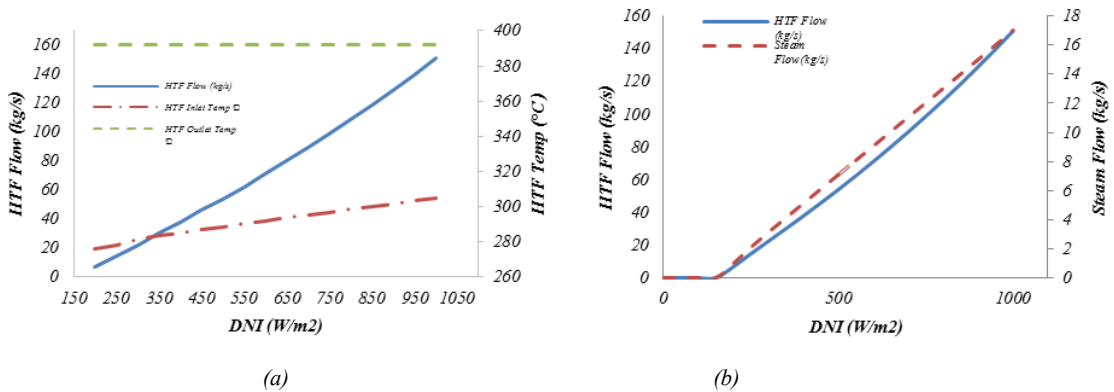 160
140
120
100
80
60
40
20
0
HTF Flow (kg/s)
400
380
360
340
320
300
280
260
HTF Temp (°C)
HTF Flow (kg/s)
HTF Inlet Temp
HTF Outlet Temp
150 250 350 450 550 650 750 850 950 1050
DNI (W/m2)
(a)
160
140
120
100
80
60
40
20
0
HTF Flow (kg/s)
18
16
14
12
10
8
6
4
2
0
Steam Flow (kg/s)
HTF Flow
(kg/s)
Steam
Flow(kg/s)
0 500 1000
DNI (W/m2)
(b)